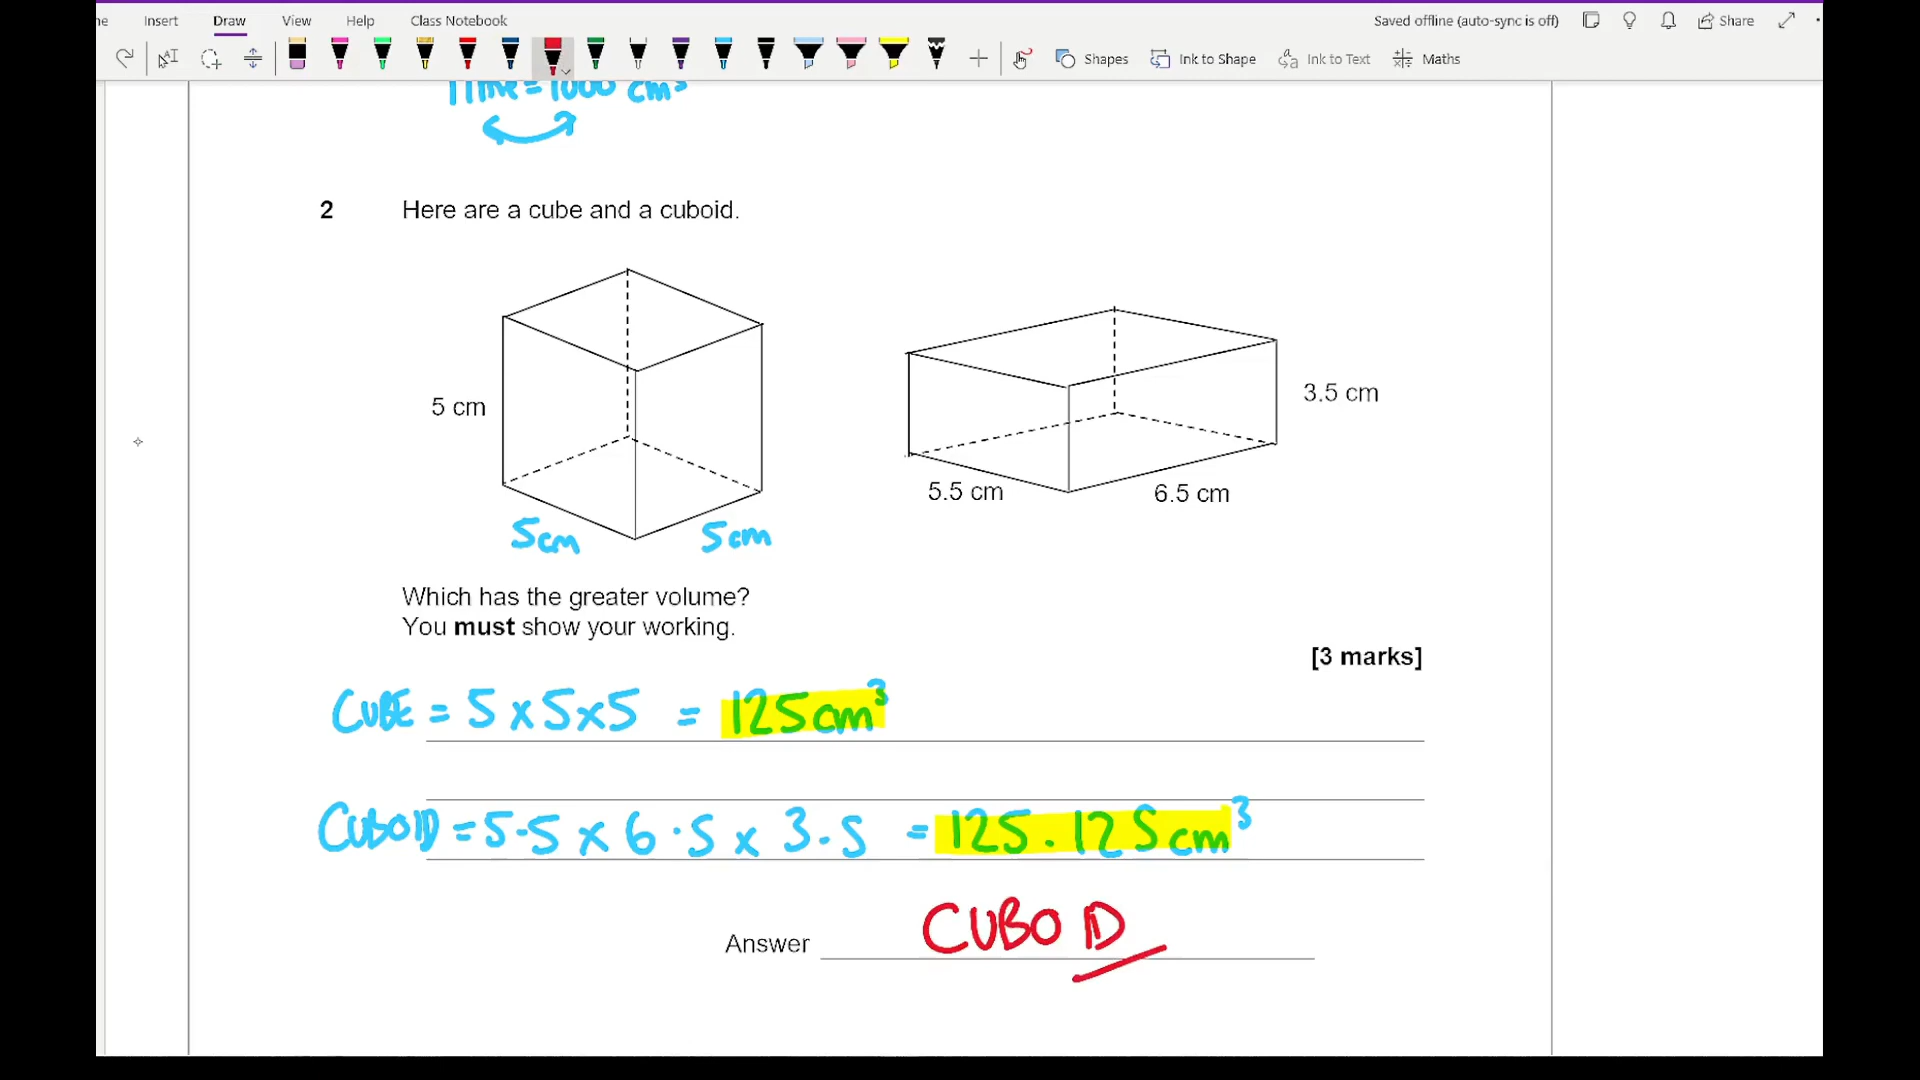 Insert Draw View Help Class Notebook Saved offline (auto-sync is off) Share
Shapes Ink to Shape Ink to Text Maths
= 1000 cm³
2 Here are a cube and a cuboid.
5 cm
3.5 cm
5.5 cm 6.5 cm
5cm 5cm
Which has the greater volume?
You must show your working.
[3 marks]
CUBE = 5 x 5 x 5 = 125cm³
CUBOID = 5.5 x 6.5 x 3.5 = 125.125cm³
Answer CUBOID